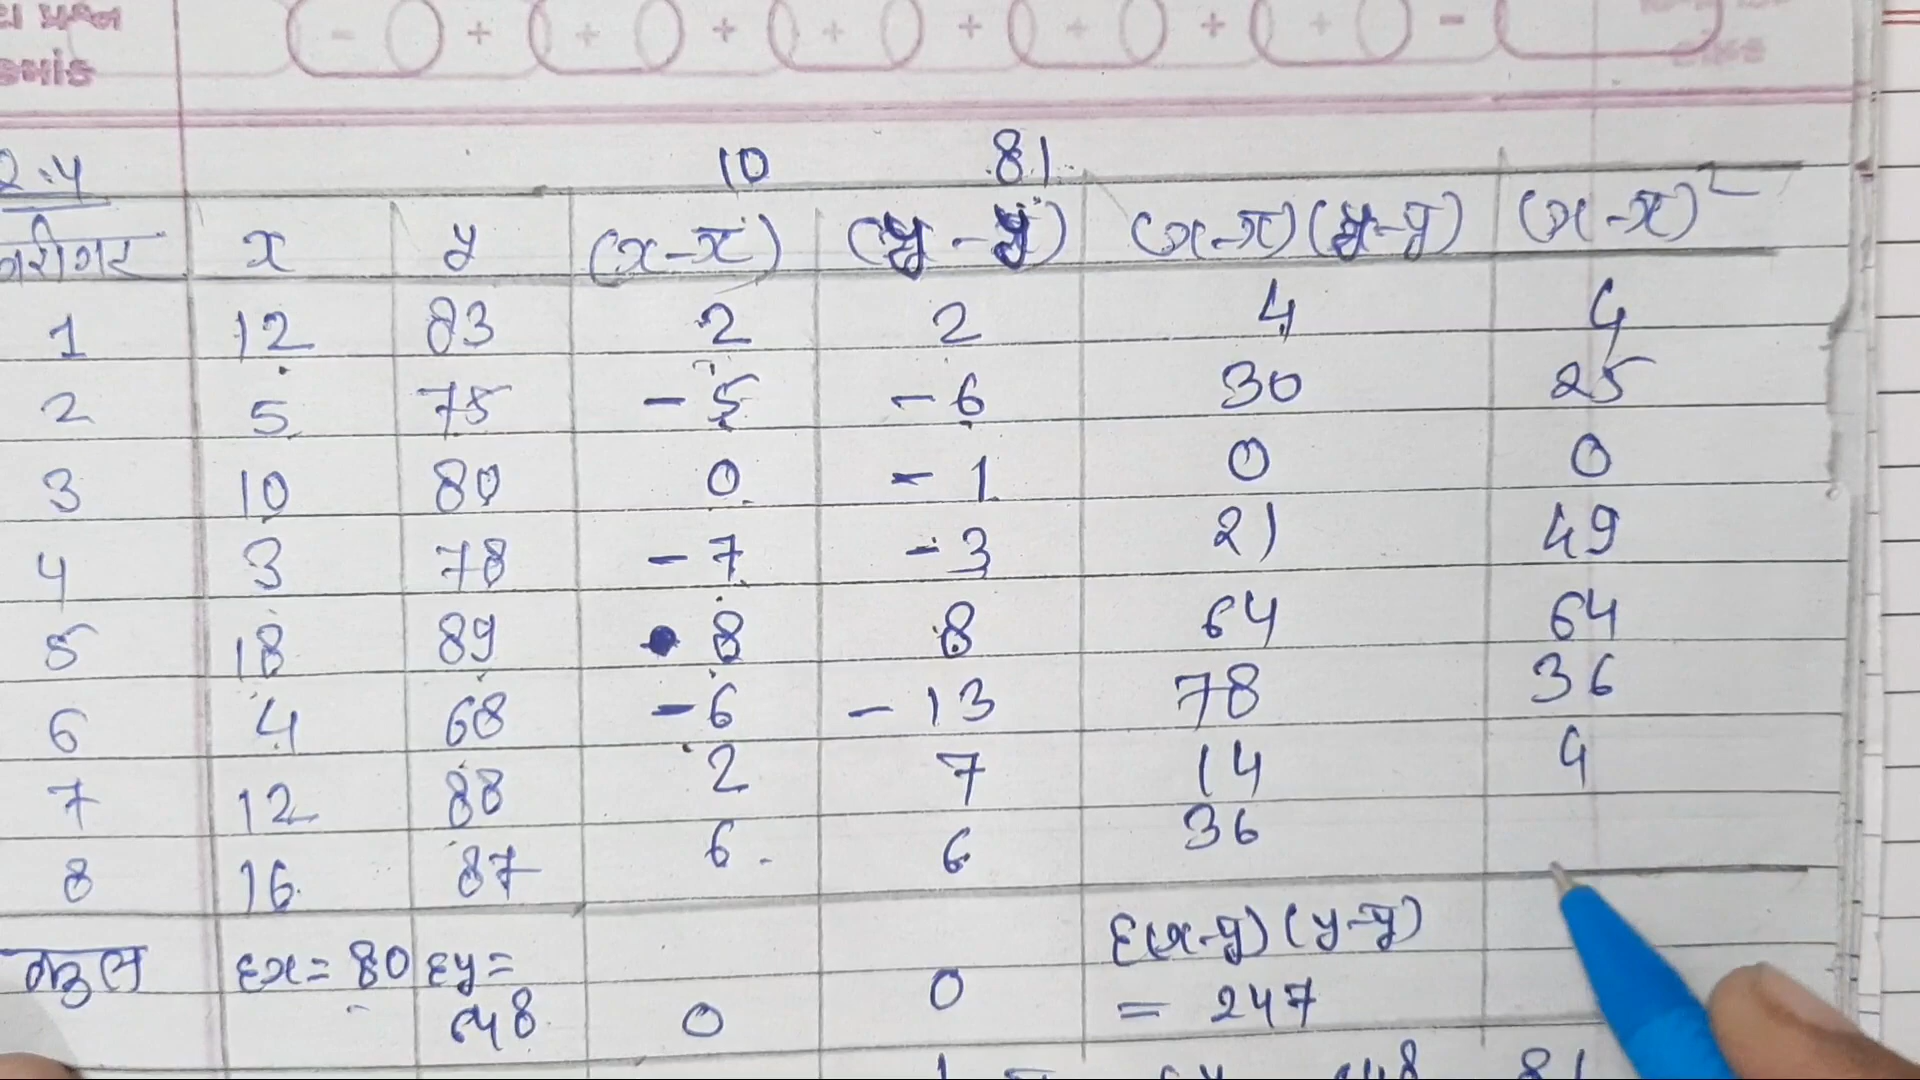 - + + + + + + + + -
10 81
x y (x-x̄) (y-ȳ) (x-x̄)(y-ȳ) (x-x̄)²
1 12 83 2 2 4 4
2 5 75 -5 -6 30 25
3 10 80 0 -1 0 0
4 3 78 -7 -3 21 49
5 18 89 8 8 64 64
6 4 68 -6 -13 78 36
7 12 88 2 7 14 4
8 16 87 6 6 36
कुल Σx = 80 Σy = Σ(x-ȳ)(y-ȳ)
648 0 0 = 247